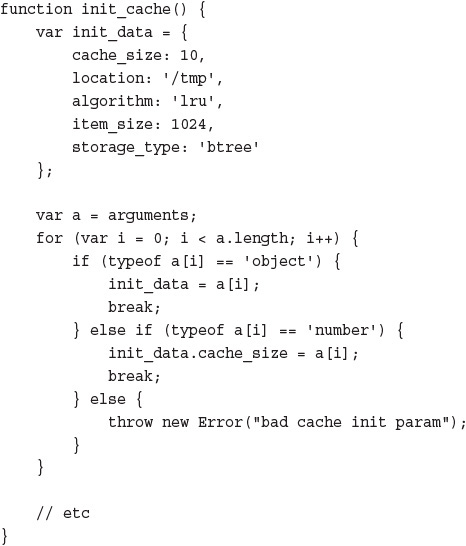 function init_cache() {
    var init_data = {
        cache_size: 10,
        location: '/tmp',
        algorithm: 'lru',
        item_size: 1024,
        storage_type: 'btree'
    };

    var a = arguments;
    for (var i = 0; i < a.length; i++) {
        if (typeof a[i] == 'object') {
            init_data = a[i];
            break;
        } else if (typeof a[i] == 'number') {
            init_data.cache_size = a[i];
            break;
        } else {
            throw new Error("bad cache init param");
        }
    }

    // etc
}